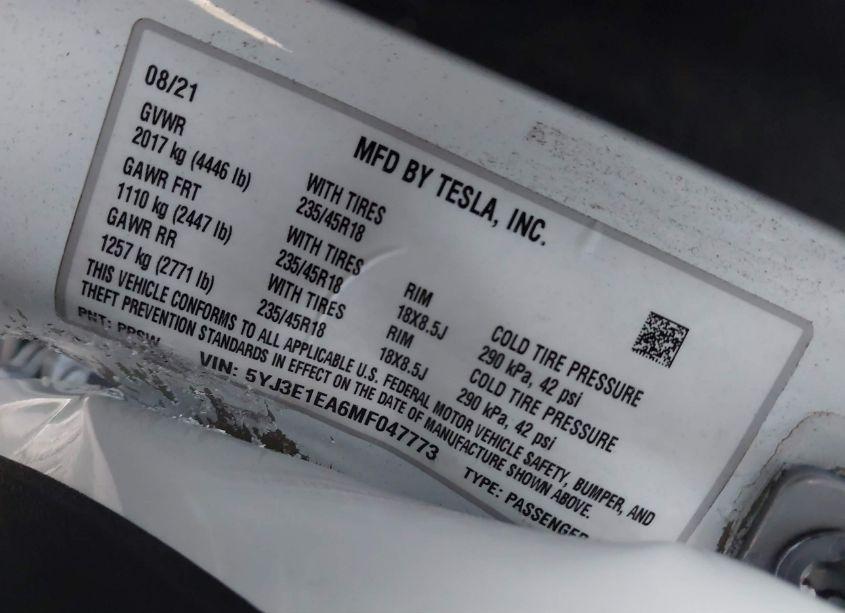 08/21
MFD BY TESLA, INC.
GVWR
2017 kg (4446 lb)
WITH TIRES
235/45R18
GAWR FRT
1110 kg (2447 lb)
WITH TIRES
235/45R18
RIM
18X8.5J
COLD TIRE PRESSURE
290 kPa, 42 psi
GAWR RR
1257 kg (2771 lb)
WITH TIRES
235/45R18
RIM
18X8.5J
COLD TIRE PRESSURE
290 kPa, 42 psi
THIS VEHICLE CONFORMS TO ALL APPLICABLE U.S. FEDERAL MOTOR VEHICLE SAFETY, BUMPER, AND
THEFT PREVENTION STANDARDS IN EFFECT ON THE DATE OF MANUFACTURE SHOWN ABOVE.
PNT: PPSW
VIN: 5YJ3E1EA6MF047773
TYPE: PASSENGER